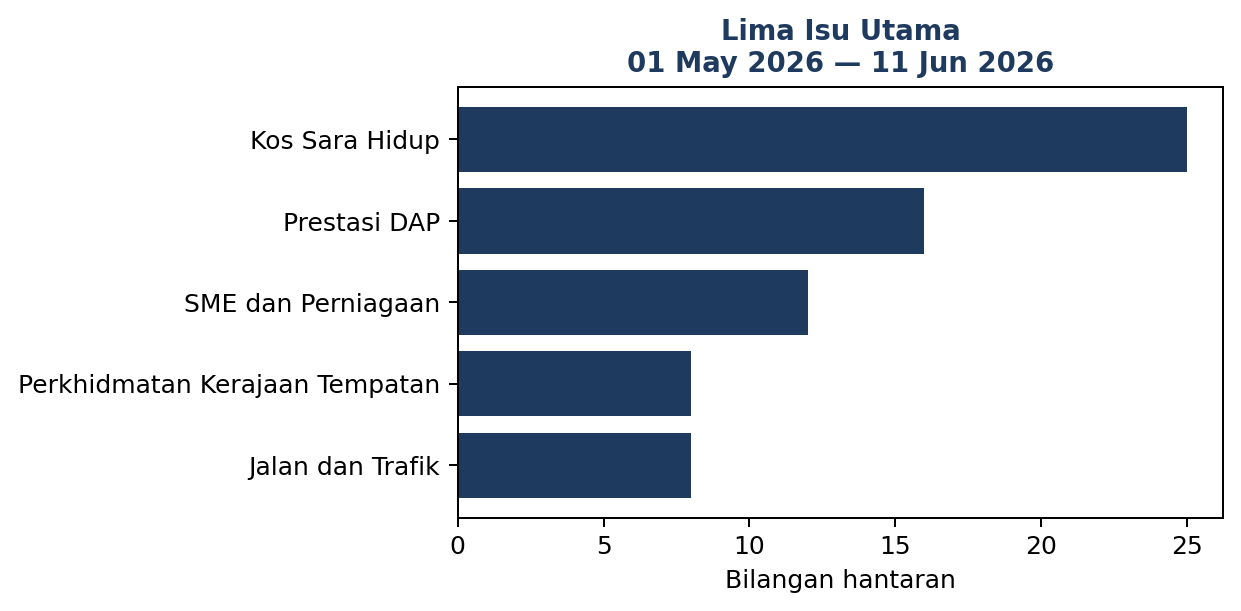 Lima Isu Utama
01 May 2026 — 11 Jun 2026
Kos Sara Hidup
Prestasi DAP
SME dan Perniagaan
Perkhidmatan Kerajaan Tempatan
Jalan dan Trafik
0 5 10 15 20 25
Bilangan hantaran